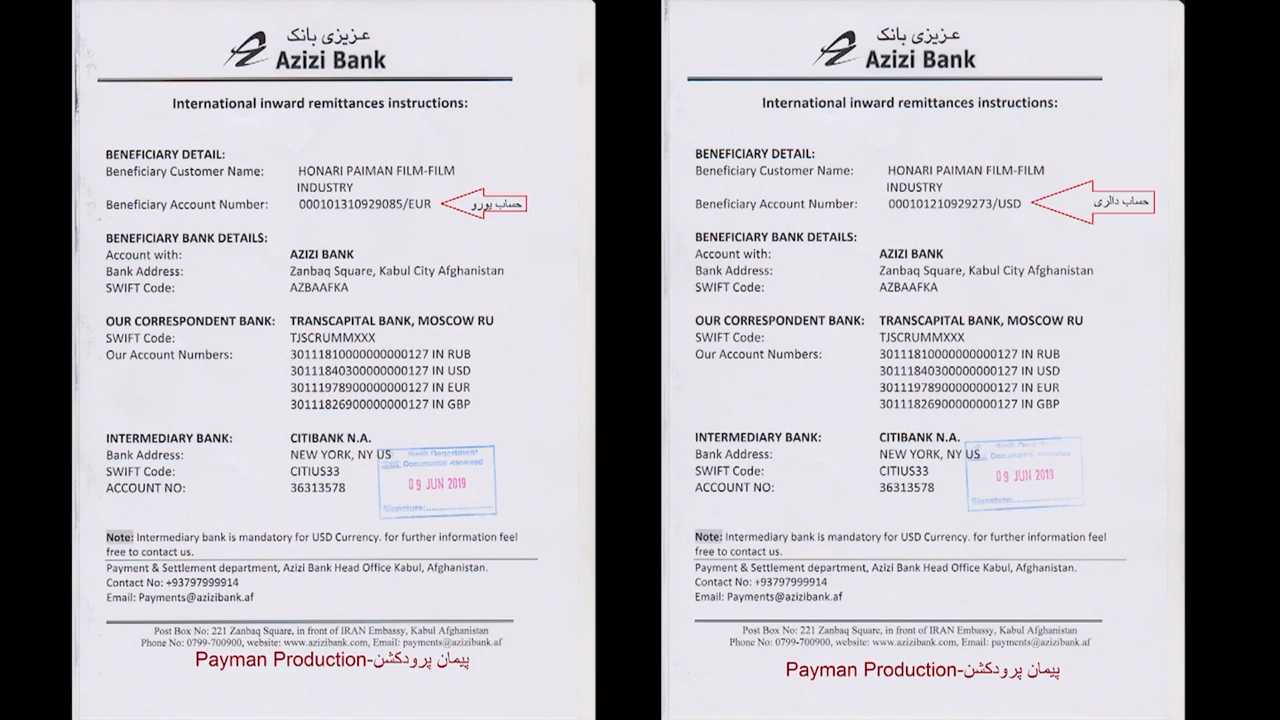 عزیزی بانک
Azizi Bank
International inward remittances instructions:
BENEFICIARY DETAIL:
Beneficiary Customer Name: HONARI PAIMAN FILM-FILM
INDUSTRY
Beneficiary Account Number: 000101310929085/EUR حساب یورو
BENEFICIARY BANK DETAILS:
Account with: AZIZI BANK
Bank Address: Zanbaq Square, Kabul City Afghanistan
SWIFT Code: AZBAAFKA
OUR CORRESPONDENT BANK: TRANSCAPITAL BANK, MOSCOW RU
SWIFT Code: TJSCRUMMXXX
Our Account Numbers: 30111810000000000127 IN RUB
30111840300000000127 IN USD
30111978900000000127 IN EUR
30111826900000000127 IN GBP
INTERMEDIARY BANK: CITIBANK N.A.
Bank Address: NEW YORK, NY US
SWIFT Code: CITIUS33
ACCOUNT NO: 36313578
Swift Department
Documents Received
09 JUN 2019
Signature:
Note: Intermediary bank is mandatory for USD Currency. for further information feel
free to contact us.
Payment & Settlement department, Azizi Bank Head Office Kabul, Afghanistan.
Contact No: +93797999914
Email: Payments@azizibank.af
Post Box No: 221 Zanbaq Square, in front of IRAN Embassy, Kabul Afghanistan
Phone No: 0799-700900, website: www.azizibank.com, Email: payments@azizibank.af
Payman Production-پیمان پرودکشن
عزیزی بانک
Azizi Bank
International inward remittances instructions:
BENEFICIARY DETAIL:
Beneficiary Customer Name: HONARI PAIMAN FILM-FILM
INDUSTRY
Beneficiary Account Number: 000101210929273/USD حساب دالری
BENEFICIARY BANK DETAILS:
Account with: AZIZI BANK
Bank Address: Zanbaq Square, Kabul City Afghanistan
SWIFT Code: AZBAAFKA
OUR CORRESPONDENT BANK: TRANSCAPITAL BANK, MOSCOW RU
SWIFT Code: TJSCRUMMXXX
Our Account Numbers: 30111810000000000127 IN RUB
30111840300000000127 IN USD
30111978900000000127 IN EUR
30111826900000000127 IN GBP
INTERMEDIARY BANK: CITIBANK N.A.
Bank Address: NEW YORK, NY US
SWIFT Code: CITIUS33
ACCOUNT NO: 36313578
Swift Department
Documents Received
09 JUN 2019
Signature:
Note: Intermediary bank is mandatory for USD Currency. for further information feel
free to contact us.
Payment & Settlement department, Azizi Bank Head Office Kabul, Afghanistan.
Contact No: +93797999914
Email: Payments@azizibank.af
Post Box No: 221 Zanbaq Square, in front of IRAN Embassy, Kabul Afghanistan
Phone No: 0799-700900, website: www.azizibank.com, Email: payments@azizibank.af
Payman Production-پیمان پرودکشن